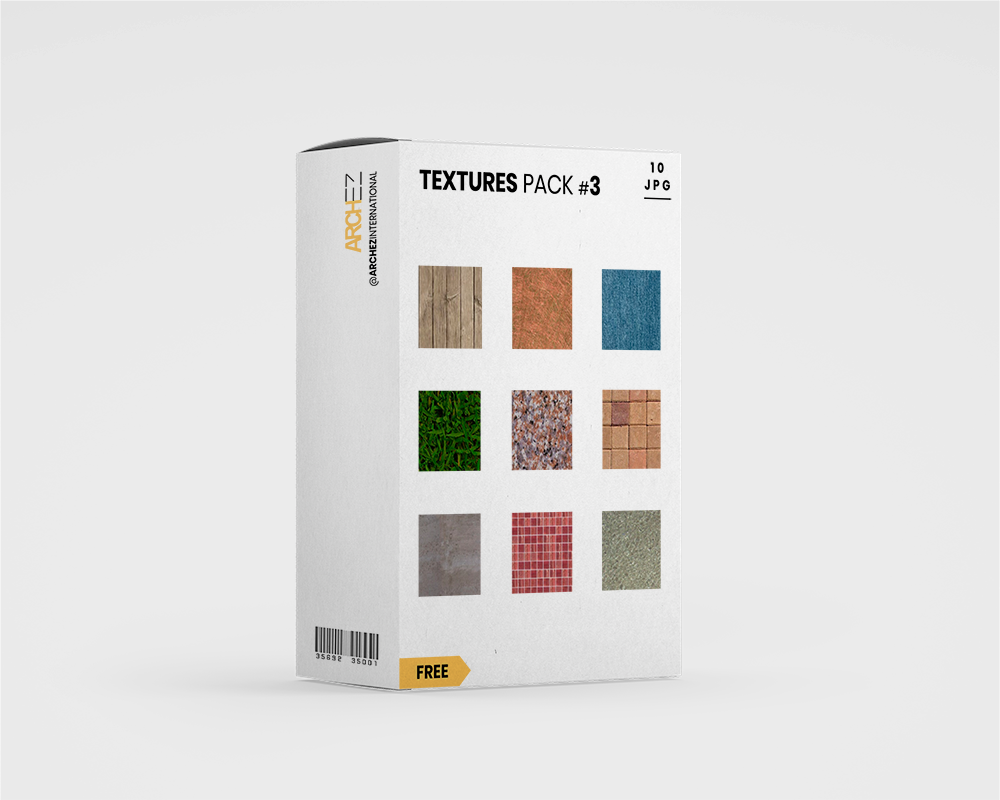 TEXTURES PACK #3
10
JPG
ARCHEZ
@ARCHEZINTERNATIONAL
35692 35001
FREE